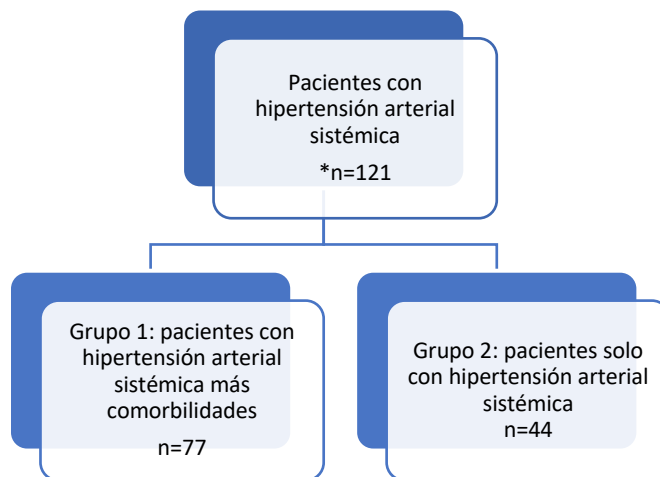 Pacientes con
hipertensión arterial
sistémica
*n=121
Grupo 1: pacientes con
hipertensión arterial
sistémica más
comorbilidades
n=77
Grupo 2: pacientes solo
con hipertensión arterial
sistémica
n=44